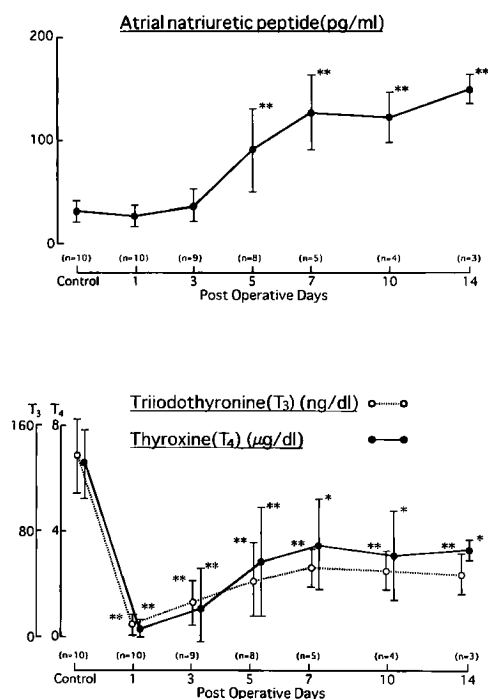 Atrial natriuretic peptide(pg/ml)
200
100
0
** ** ** **
(n=10) (n=10) (n=9) (n=8) (n=5) (n=4) (n=3)
Control 1 3 5 7 10 14
Post Operative Days
Triiodothyronine(T3) (ng/dl)
Thyroxine(T4) (μg/dl)
T3 T4
160 8
80 4
0 0
** ** ** ** ** ** ** * ** * ** *
(n=10) (n=10) (n=9) (n=8) (n=5) (n=4) (n=3)
Control 1 3 5 7 10 14
Post Operative Days